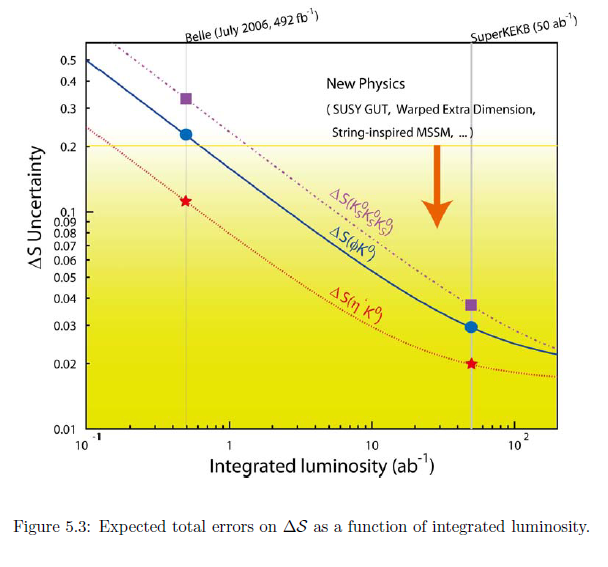 Belle (July 2006, 492 fb⁻¹)
SuperKEKB (50 ab⁻¹)
0.5
0.4
0.3
0.2
0.1
0.09
0.08
0.07
0.06
0.05
0.04
0.03
0.02
0.01
ΔS Uncertainty
New Physics
( SUSY GUT, Warped Extra Dimension,
String-inspired MSSM, ... )
ΔS(K⁰SK⁰SK⁰S)
ΔS(ϕK⁰)
ΔS(η'K⁰)
10⁻¹ 1 10 10²
Integrated luminosity (ab⁻¹)
Figure 5.3: Expected total errors on ΔS as a function of integrated luminosity.